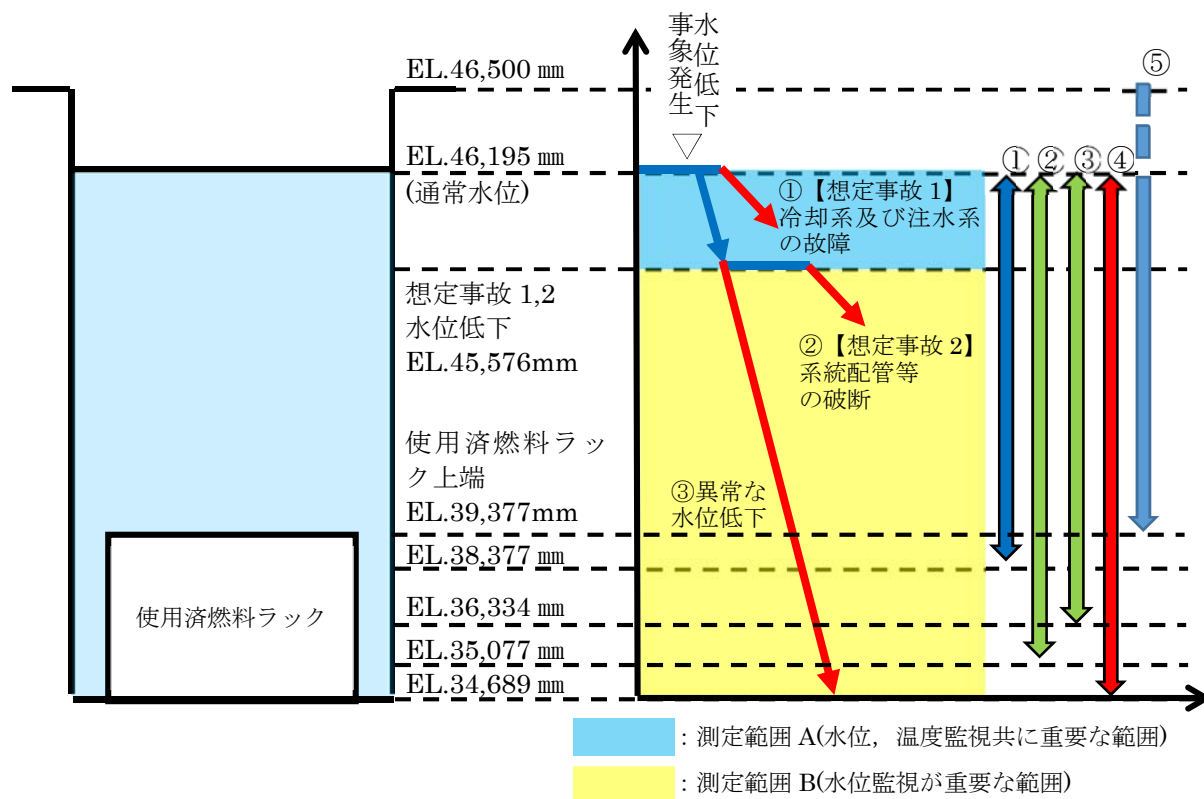 EL.46,500 ㎜
EL.46,195 ㎜
(通常水位)
想定事故 1,2
水位低下
EL.45,576mm
使用済燃料ラッ
ク上端
EL.39,377mm
EL.38,377 ㎜
EL.36,334 ㎜
EL.35,077 ㎜
EL.34,689 ㎜
使用済燃料ラック
水位低下
事象発生
▽
①【想定事故 1】
冷却系及び注水系
の故障
②【想定事故 2】
系統配管等
の破断
③異常な
水位低下
① ② ③ ④
⑤
: 測定範囲 A(水位，温度監視共に重要な範囲)
: 測定範囲 B(水位監視が重要な範囲)